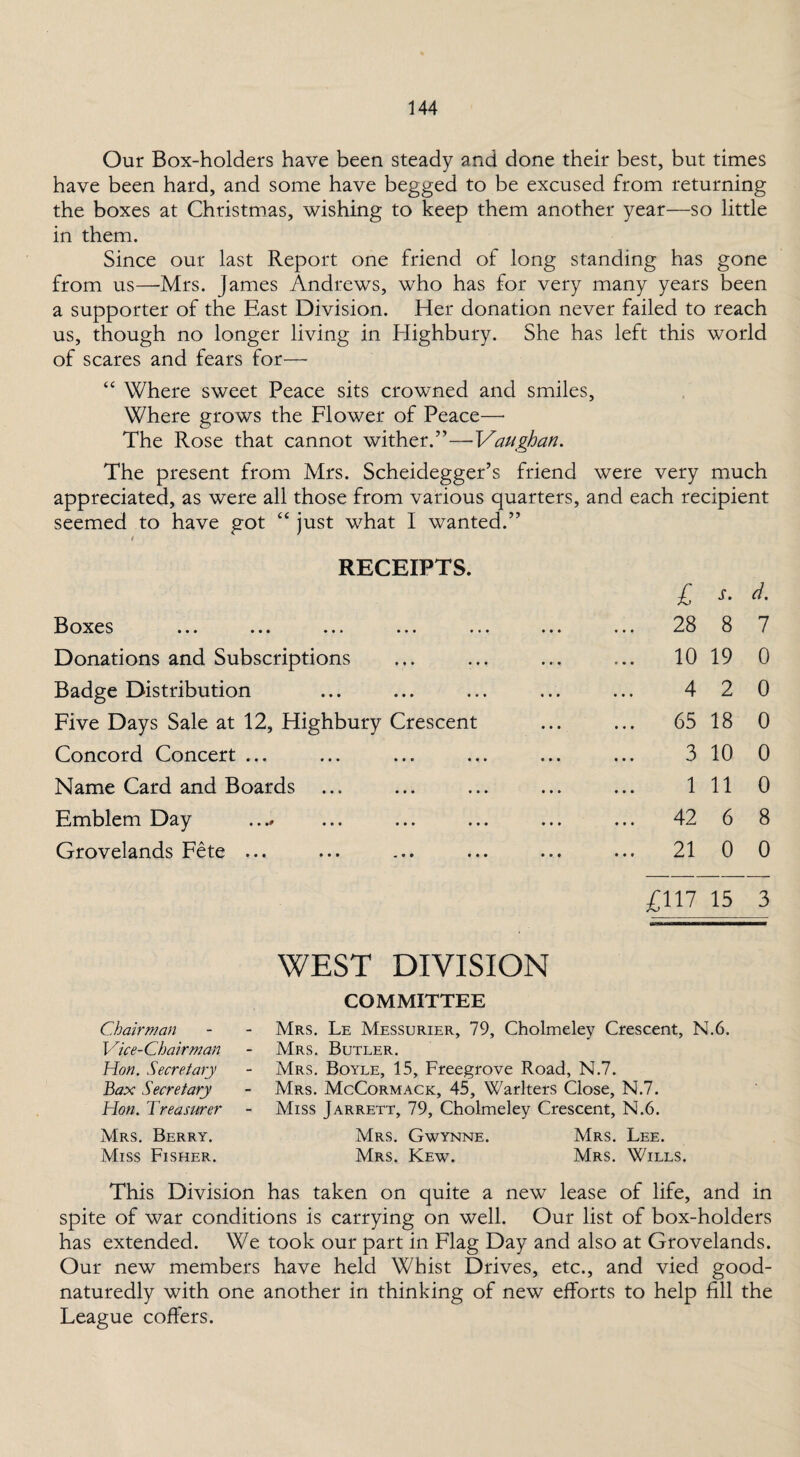 144
Our Box-holders have been steady and done their best, but times
have been hard, and some have begged to be excused from returning
the boxes at Christmas, wishing to keep them another year—so little
in them.
Since our last Report one friend of long standing has gone
from us—Mrs. James Andrews, who has for very many years been
a supporter of the East Division. Her donation never failed to reach
us, though no longer living in Highbury. She has left this world
of scares and fears for—
“ Where sweet Peace sits crowned and smiles,
Where grows the Flower of Peace—
The Rose that cannot wither.”—Vaughan.
The present from Mrs. Scheidegger’s friend were very much
appreciated, as were all those from various quarters, and each recipient
seemed to have got “ just what I wanted.”
RECEIPTS.
£ s. d.
Boxes ... ... ... ... ... ... ... 28 8 7
Donations and Subscriptions ... ... ... ... 10 19 0
Badge Distribution ... ... ... ... ... 4 2 0
Five Days Sale at 12, Highbury Crescent ... ... 65 18 0
Concord Concert ... ... ... ... ... ... 3 10 0
Name Card and Boards ... ... ... ... ... 1 11 0
Emblem Day ... ... ... ... ... ... 42 6 8
Grovelands Fête ... ... ... ... ... ... 21 0 0
£117 15 3
WEST DIVISION
COMMITTEE
Chairman - - Mrs. Le Messurier, 79, Cholmeley Crescent, N.6.
Vice-Chairman - Mrs. Butler.
Hon. Secretary - Mrs. Boyle, 15, Freegrove Road, N.7.
Bax Secretary - Mrs. McCormack, 45, Warlters Close, N.7.
Hon. Treasurer - Miss Jarrett, 79, Cholmeley Crescent, N.6.
Mrs. Berry. Mrs. Gwynne. Mrs. Lee.
Miss Fisher. Mrs. Kew. Mrs. Wills.
This Division has taken on quite a new lease of life, and in
spite of war conditions is carrying on well. Our list of box-holders
has extended. We took our part in Flag Day and also at Grovelands.
Our new members have held Whist Drives, etc., and vied good-
naturedly with one another in thinking of new efforts to help fill the
League coffers.